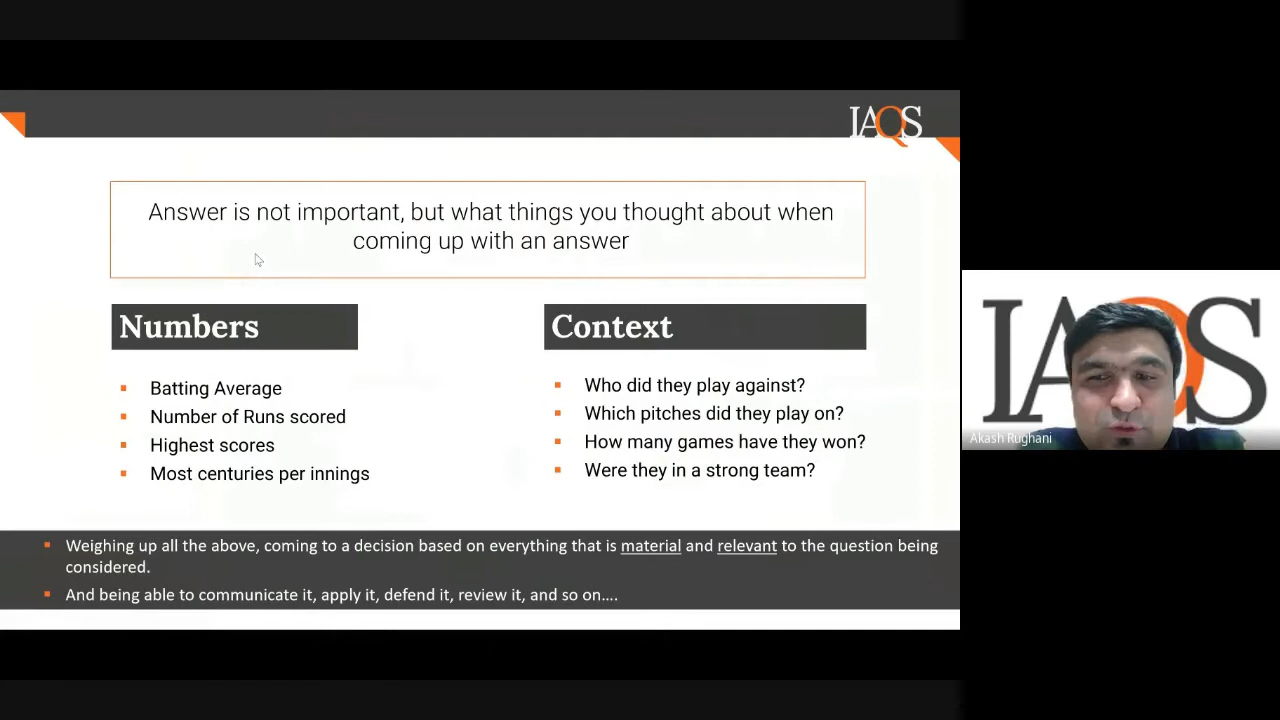 IAQS
Answer is not important, but what things you thought about when
coming up with an answer
Numbers
Batting Average
Number of Runs scored
Highest scores
Most centuries per innings
Context
Who did they play against?
Which pitches did they play on?
How many games have they won?
Were they in a strong team?
Weighing up all the above, coming to a decision based on everything that is material and relevant to the question being
considered.
And being able to communicate it, apply it, defend it, review it, and so on....
IAQS
Akash Rughani